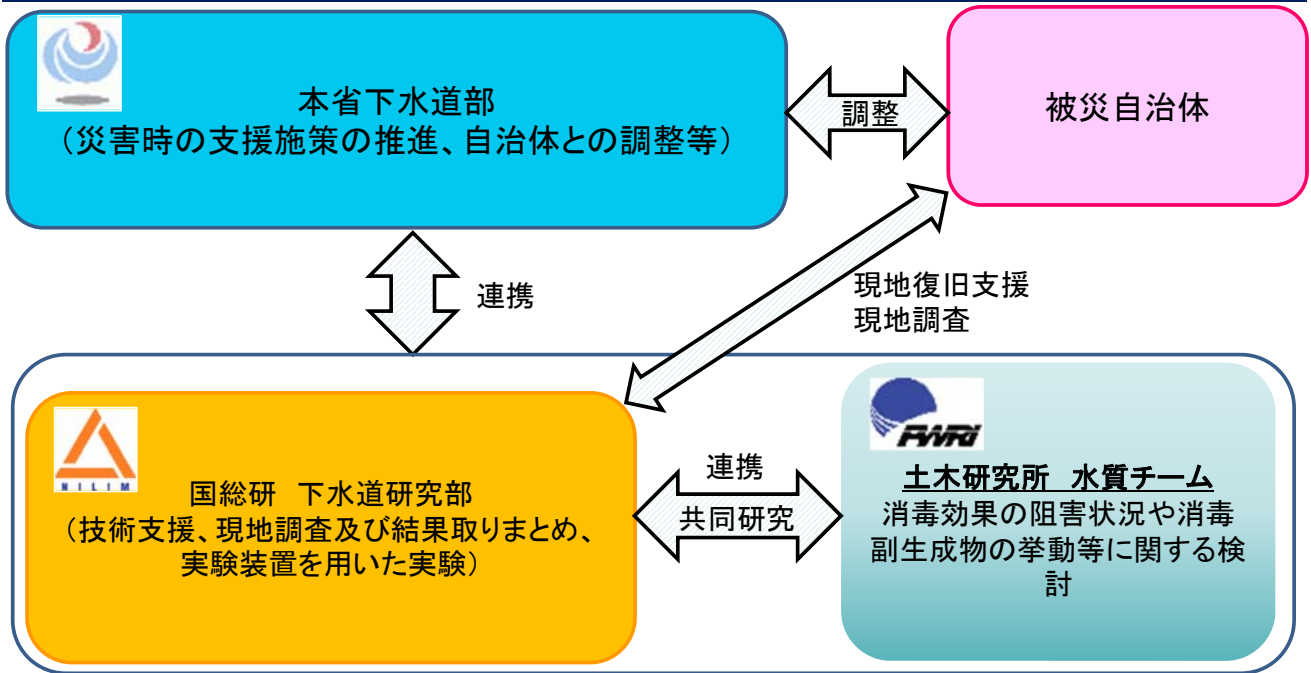 本省下水道部
（災害時の支援施策の推進、自治体との調整等）
調整
被災自治体
連携
現地復旧支援
現地調査
NILIM
国総研　下水道研究部
（技術支援、現地調査及び結果取りまとめ、
実験装置を用いた実験）
連携
共同研究
PWRI
土木研究所　水質チーム
消毒効果の阻害状況や消毒
副生成物の挙動等に関する検
討